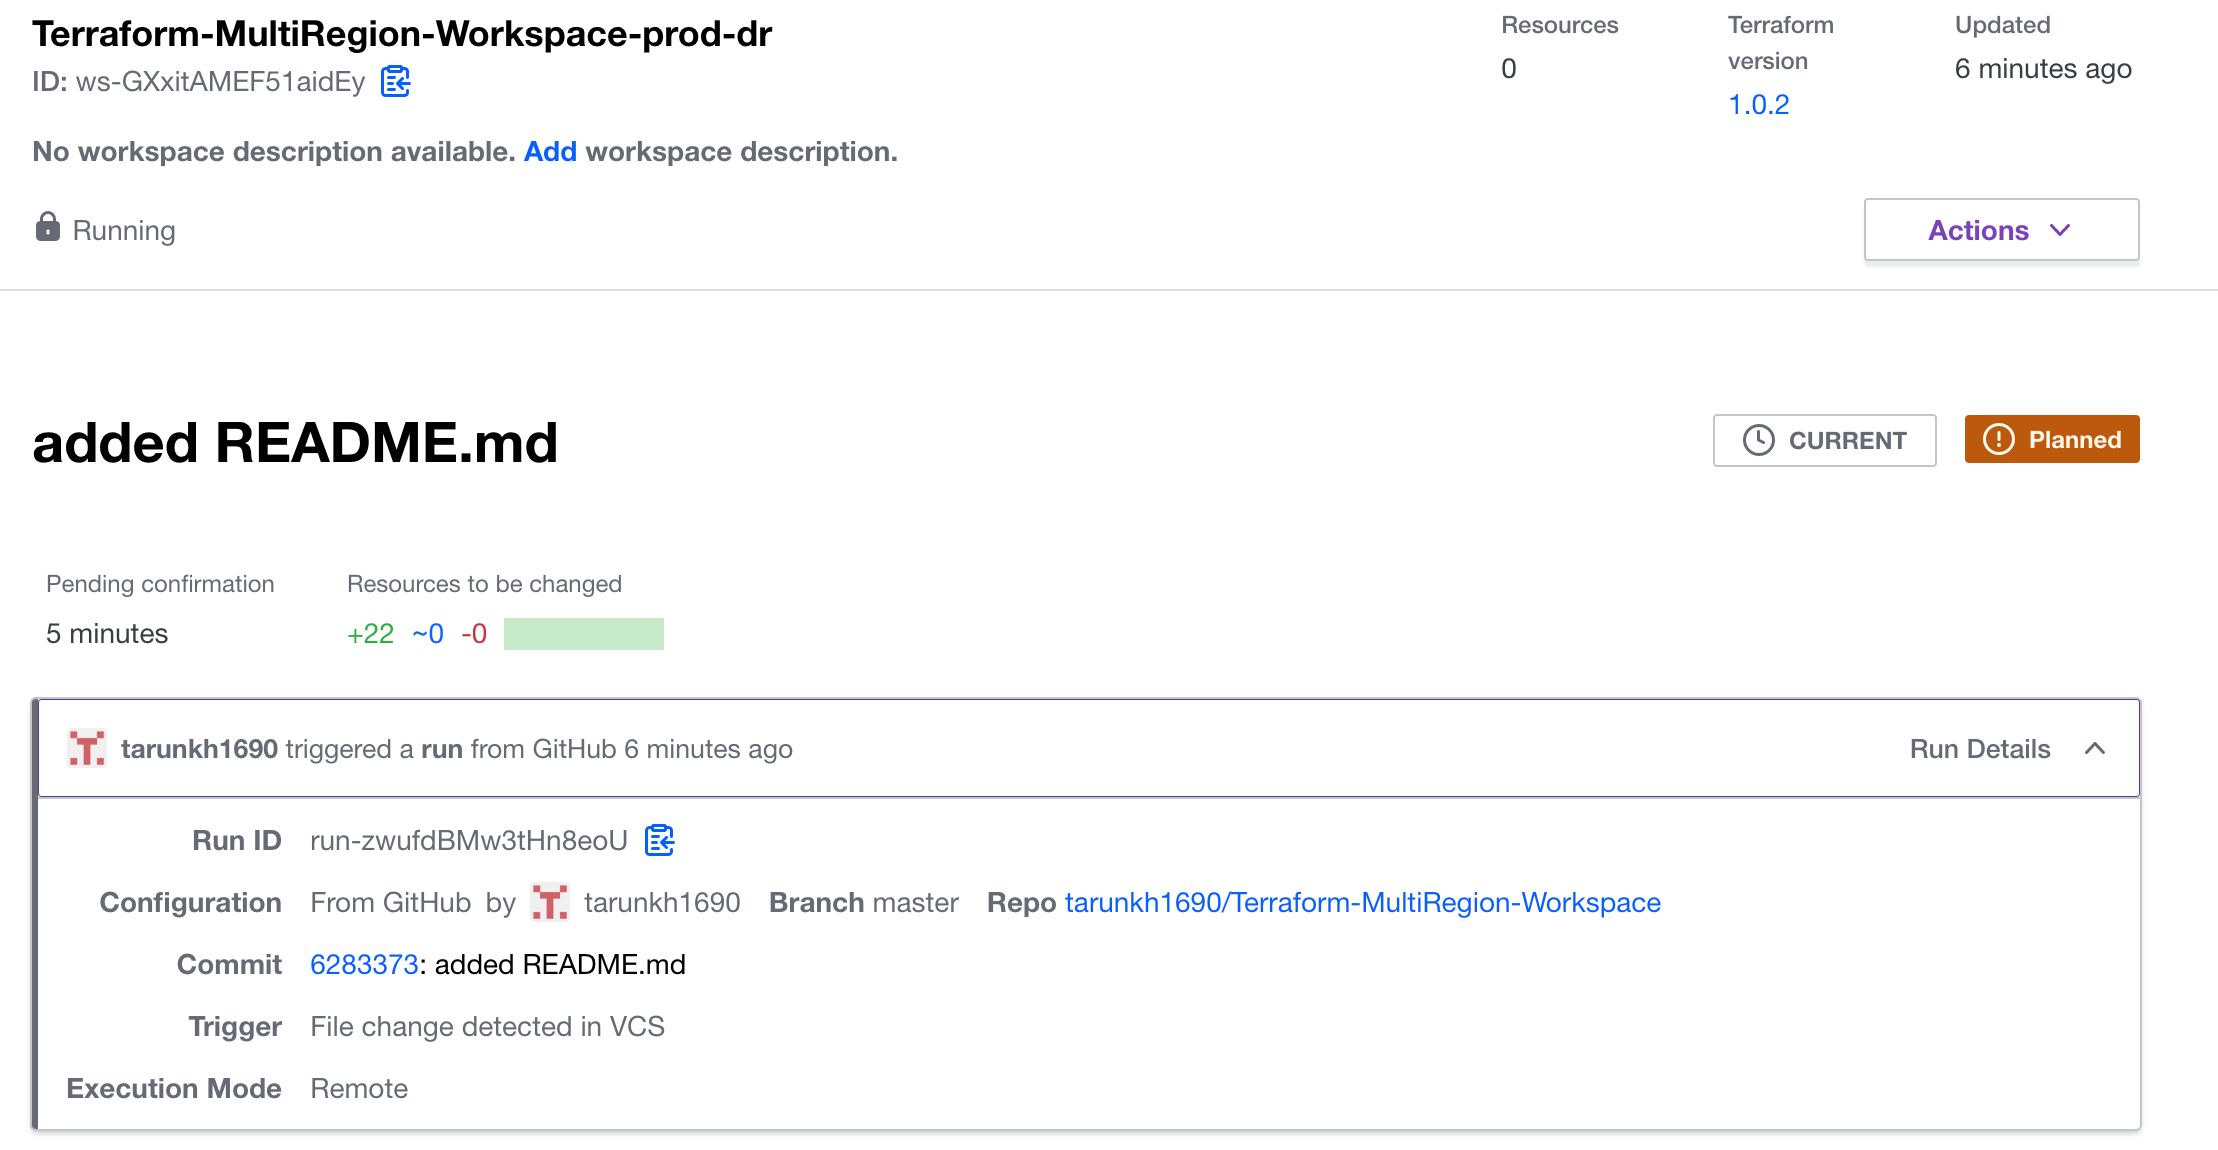 Terraform-MultiRegion-Workspace-prod-dr
ID: ws-GXxitAMEF51aidEy
No workspace description available. Add workspace description.
Running
Resources
0
Terraform
version
1.0.2
Updated
6 minutes ago
Actions
added README.md
CURRENT
Planned
Pending confirmation
5 minutes
Resources to be changed
+22 ~0 -0
tarunkh1690 triggered a run from GitHub 6 minutes ago
Run Details
Run ID run-zwufdBMw3tHn8eoU
Configuration From GitHub by tarunkh1690 Branch master Repo tarunkh1690/Terraform-MultiRegion-Workspace
Commit 6283373: added README.md
Trigger File change detected in VCS
Execution Mode Remote